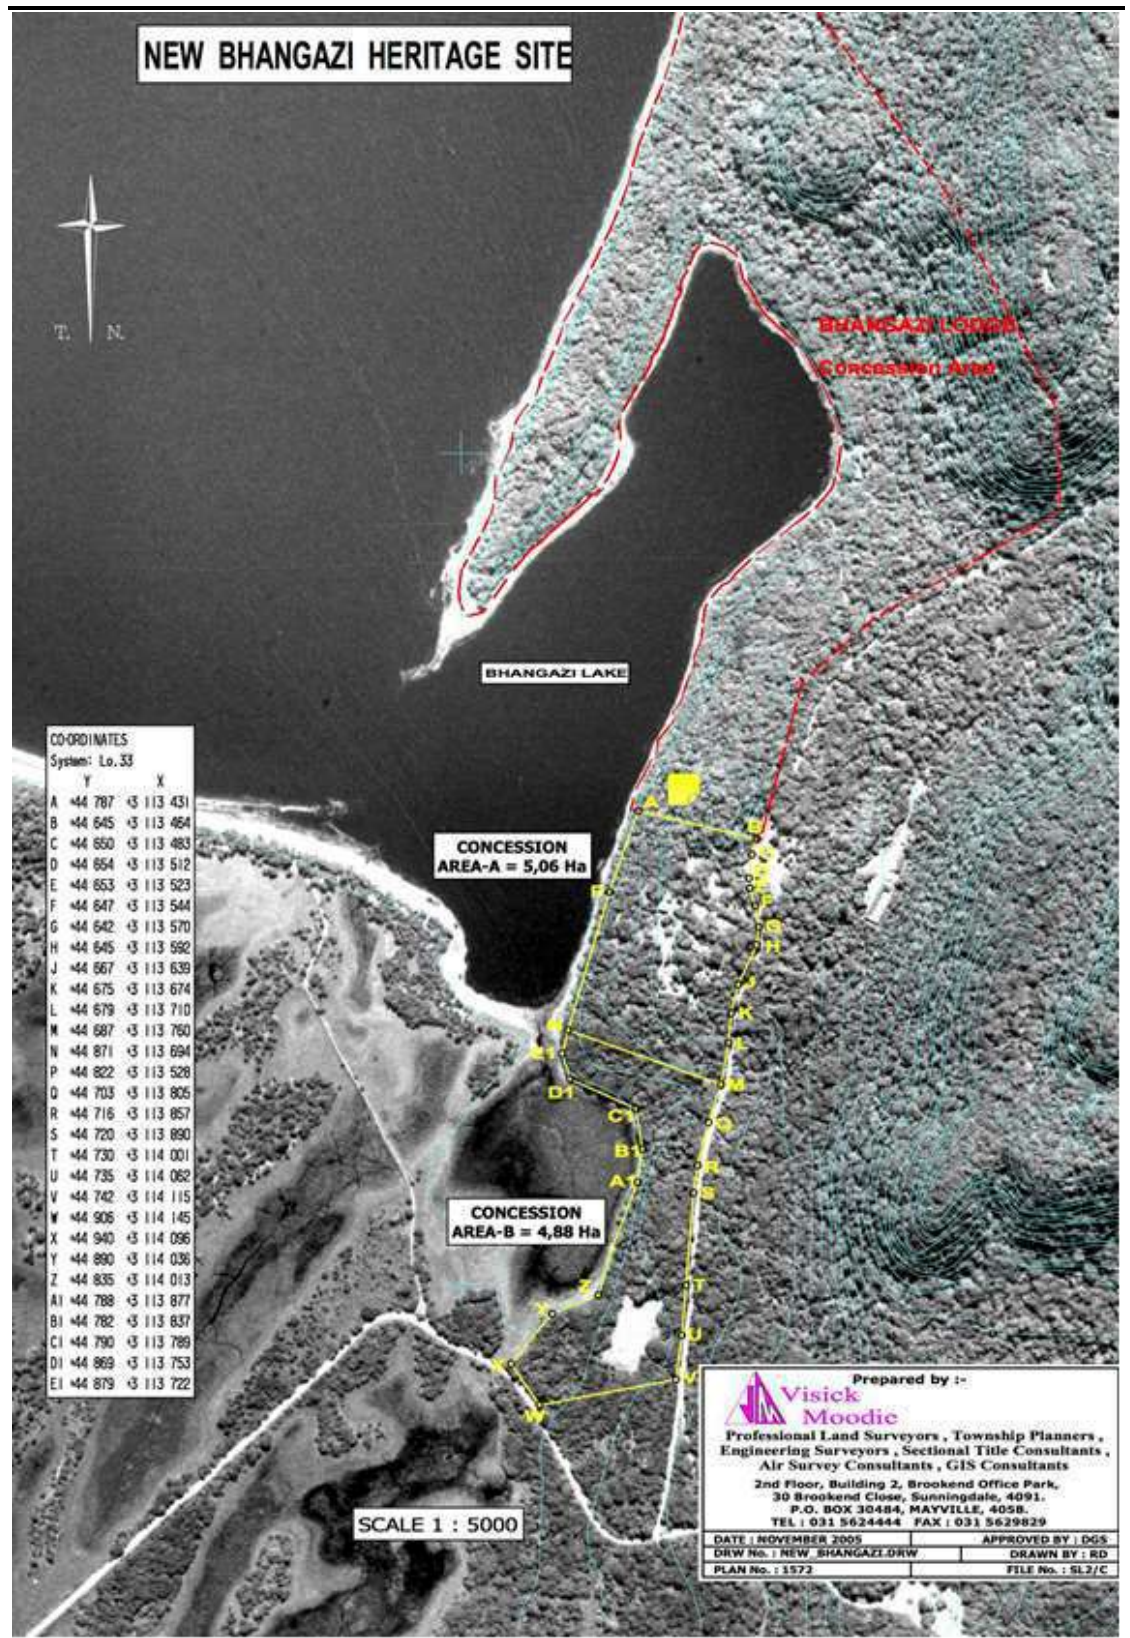 NEW BHANGAZI HERITAGE SITE
T. N.
BHANGAZI LODGE
Concession Area
BHANGAZI LAKE
CO-ORDINATES
System: Lo. 33
Y X
A +44 787 +3 113 431
B +44 645 +3 113 464
C +44 650 +3 113 483
D +44 654 +3 113 512
E +44 653 +3 113 523
F +44 647 +3 113 544
G +44 642 +3 113 570
H +44 645 +3 113 592
J +44 667 +3 113 639
K +44 675 +3 113 674
L +44 679 +3 113 710
M +44 687 +3 113 760
N +44 871 +3 113 694
P +44 822 +3 113 528
Q +44 703 +3 113 805
R +44 716 +3 113 857
S +44 720 +3 113 890
T +44 730 +3 114 001
U +44 735 +3 114 062
V +44 742 +3 114 115
W +44 906 +3 114 145
X +44 940 +3 114 096
Y +44 890 +3 114 036
Z +44 835 +3 114 013
A1 +44 788 +3 113 877
B1 +44 782 +3 113 837
C1 +44 790 +3 113 789
D1 +44 869 +3 113 753
E1 +44 879 +3 113 722
A
B
CONCESSION
AREA-A = 5,06 Ha
F
G
H
J
K
L
M
D1
C1
Q
B1
R
A1
S
CONCESSION
AREA-B = 4,88 Ha
Z
T
U
V
W
SCALE 1 : 5000
Prepared by :-
Visick
Moodie
Professional Land Surveyors , Township Planners ,
Engineering Surveyors , Sectional Title Consultants ,
Air Survey Consultants , GIS Consultants
2nd Floor, Building 2, Brookend Office Park,
30 Brookend Close, Sunningdale, 4091.
P.O. BOX 30484, MAYVILLE, 4058.
TEL : 031 5624444 FAX : 031 5629829
DATE : NOVEMBER 2005 APPROVED BY : DGS
DRW No. : NEW_BHANGAZI.DRW DRAWN BY : RD
PLAN No. : 1572 FILE No. : SL2/C